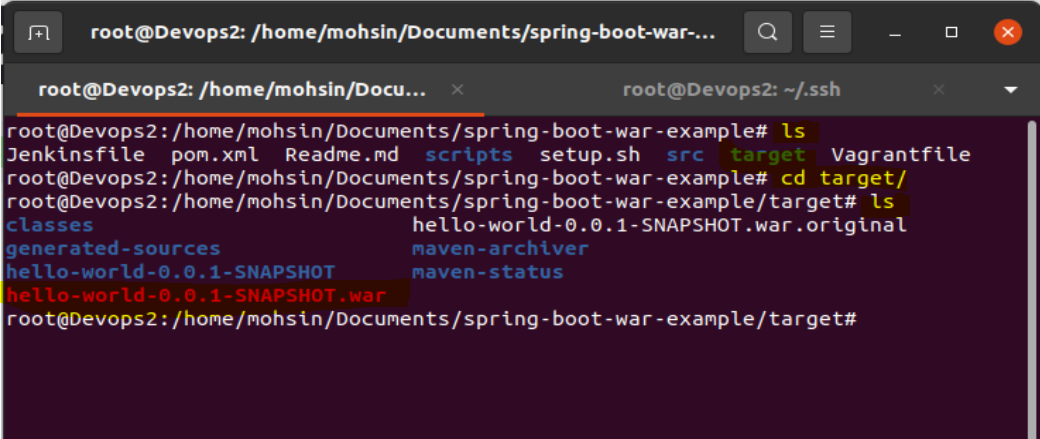 root@Devops2: /home/mohsin/Documents/spring-boot-war-...
root@Devops2: /home/mohsin/Docu... root@Devops2: ~/.ssh
root@Devops2:/home/mohsin/Documents/spring-boot-war-example# ls
Jenkinsfile pom.xml Readme.md scripts setup.sh src target Vagrantfile
root@Devops2:/home/mohsin/Documents/spring-boot-war-example# cd target/
root@Devops2:/home/mohsin/Documents/spring-boot-war-example/target# ls
classes hello-world-0.0.1-SNAPSHOT.war.original
generated-sources maven-archiver
hello-world-0.0.1-SNAPSHOT maven-status
hello-world-0.0.1-SNAPSHOT.war
root@Devops2:/home/mohsin/Documents/spring-boot-war-example/target#